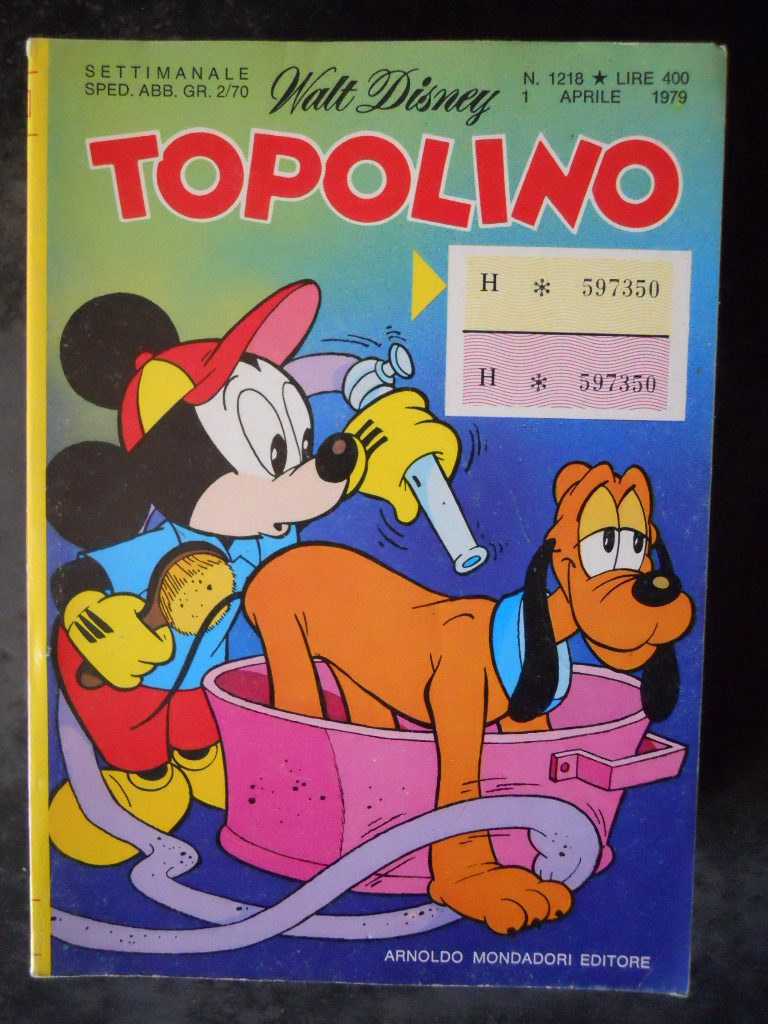 SETTIMANALE
SPED. ABB. GR. 2/70
Walt Disney
N. 1218 ★ LIRE 400
1 APRILE 1979
TOPOLINO
H * 597350
H * 597350
ARNOLDO MONDADORI EDITORE